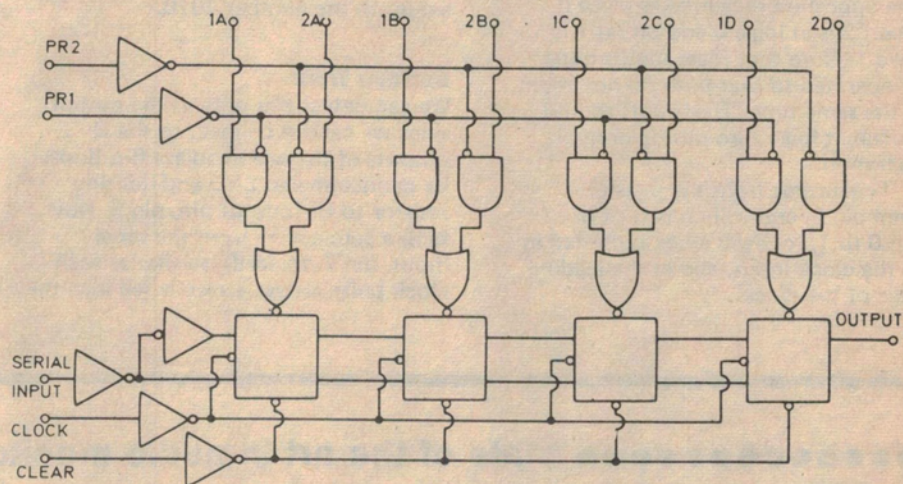 1A 2A 1B 2B 1C 2C 1D 2D
PR2
PR1
OUTPUT
SERIAL
INPUT
CLOCK
CLEAR